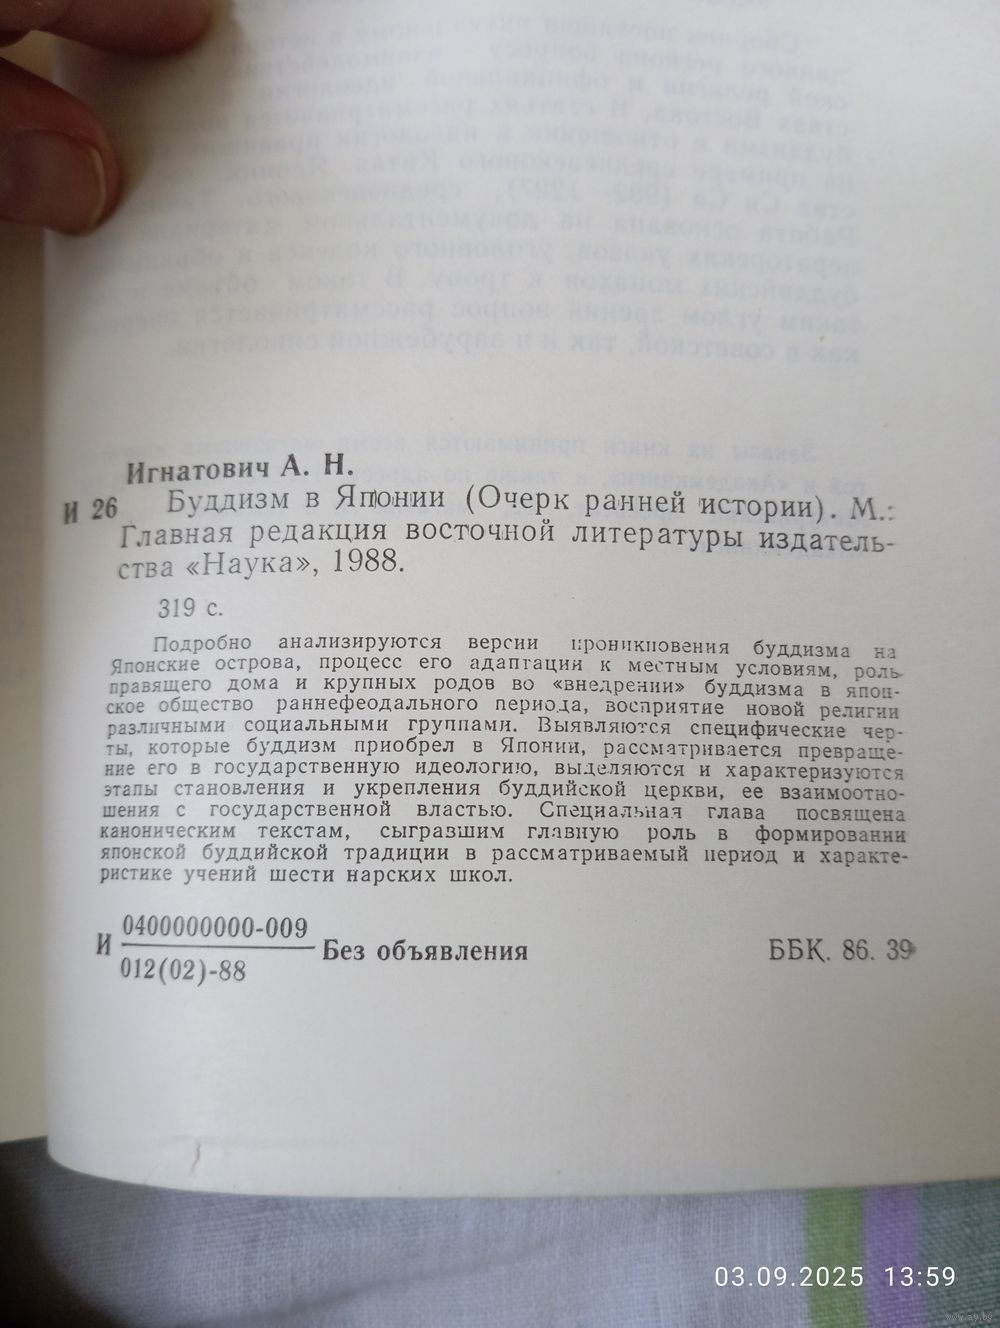 Игнатович А. Н.
И 26 Буддизм в Японии (Очерк ранней истории). М.:
Главная редакция восточной литературы издатель-
ства «Наука», 1988.
319 с.
Подробно анализируются версии проникновения буддизма на
Японские острова, процесс его адаптации к местным условиям, роль
правящего дома и крупных родов во «внедрении» буддизма в япон-
ское общество раннефеодального периода, восприятие новой религии
различными социальными группами. Выявляются специфические чер-
ты, которые буддизм приобрел в Японии, рассматривается превраще-
ние его в государственную идеологию, выделяются и характеризуются
этапы становления и укрепления буддийской церкви, ее взаимоотно-
шения с государственной властью. Специальная глава посвящена
каноническим текстам, сыгравшим главную роль в формировании
японской буддийской традиции в рассматриваемый период и характе-
ристике учений шести нарских школ.
И 0400000000-009
012(02)-88
Без объявления
ББК. 86. 39
03.09.2025 13:59
www.ay.by